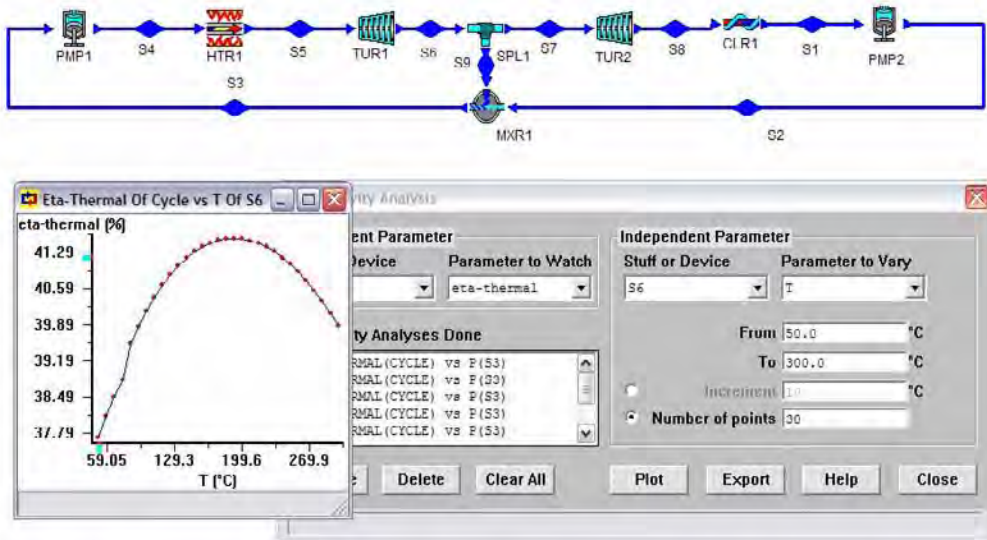 PMP1
S4
HTR1
S5
TUR1
S6
S9
SPL1
S7
TUR2
S8
CLR1
S1
PMP2
S3
MXR1
S2
Eta-Thermal Of Cycle vs T Of S6
eta-thermal [%]
41.29
40.59
39.89
39.19
38.49
37.79
59.05 129.3 199.6 269.9
T [°C]
vity Analysis
ent Parameter
Device Parameter to Watch
eta-thermal
ity Analyses Done
RMAL(CYCLE) vs P(S3)
RMAL(CYCLE) vs P(S3)
RMAL(CYCLE) vs P(S3)
RMAL(CYCLE) vs P(S3)
RMAL(CYCLE) vs P(S3)
e Delete Clear All
Independent Parameter
Stuff or Device Parameter to Vary
S6 T
From 50.0 °C
To 300.0 °C
Increment 10 °C
Number of points 30
Plot Export Help Close